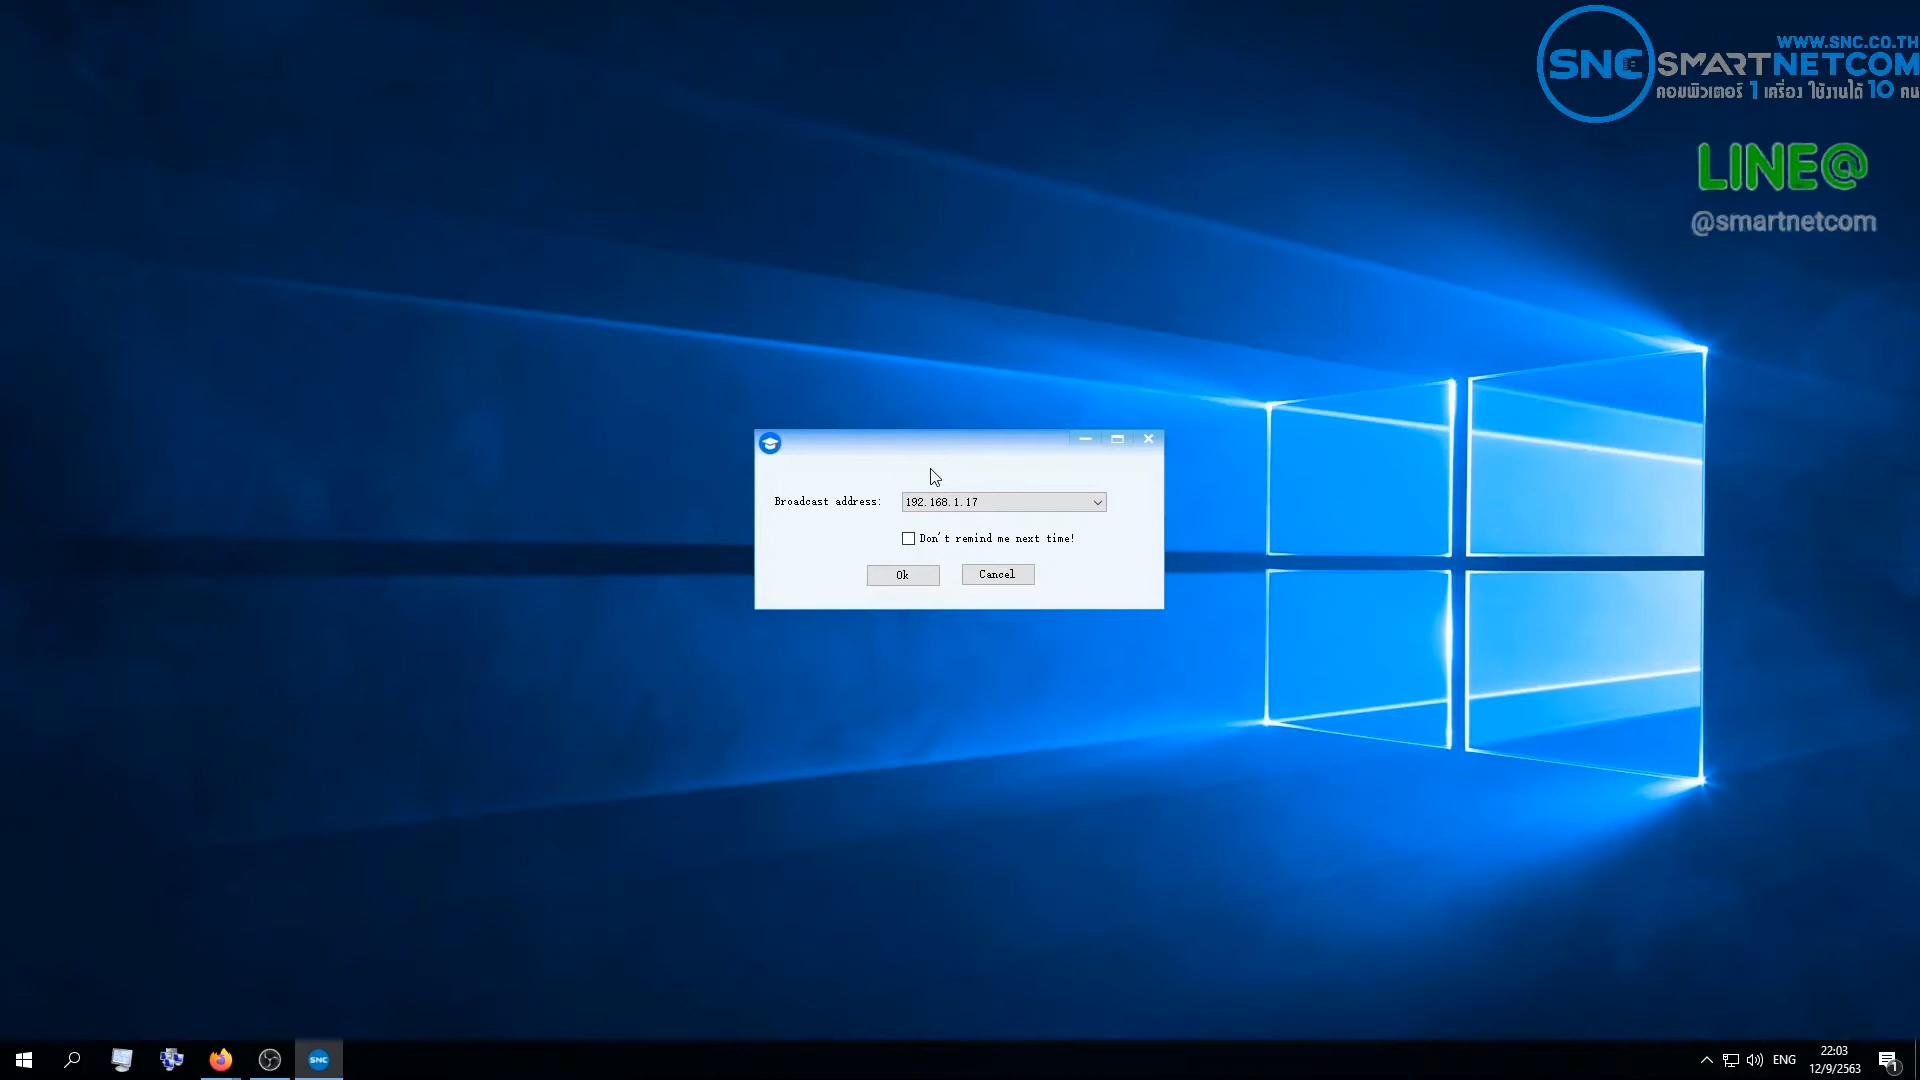 WWW.SNC.CO.TH
SNC SMARTNETCOM
คอมพิวเตอร์ 1 เครื่อง ใช้งานได้ 10 คน
LINE@
@smartnetcom
Broadcast address: 192.168.1.17
Don't remind me next time!
Ok Cancel
SNC
ENG
22:03
12/9/2563
1